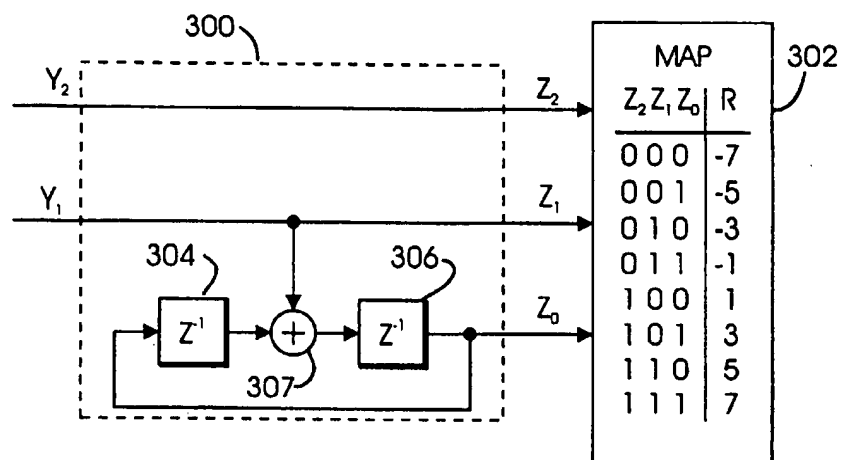 300
MAP
302
Y₂
Z₂
Z₂ Z₁ Z₀ R
0 0 0 -7
0 0 1 -5
Y₁
Z₁
0 1 0 -3
304
306
0 1 1 -1
1 0 0 1
Z⁻¹
+
Z⁻¹
Z₀
1 0 1 3
307
1 1 0 5
1 1 1 7